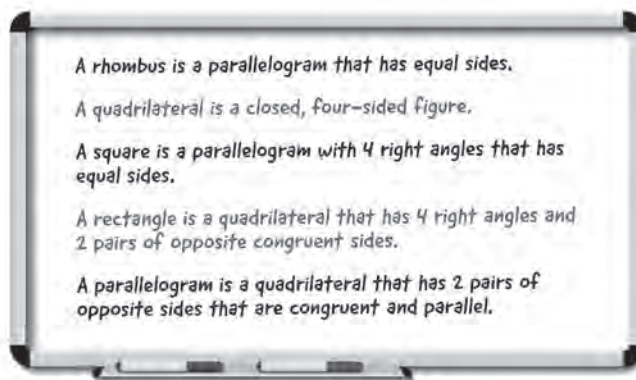 A rhombus is a parallelogram that has equal sides.
A quadrilateral is a closed, four-sided figure.
A square is a parallelogram with 4 right angles that has
equal sides.
A rectangle is a quadrilateral that has 4 right angles and
2 pairs of opposite congruent sides.
A parallelogram is a quadrilateral that has 2 pairs of
opposite sides that are congruent and parallel.